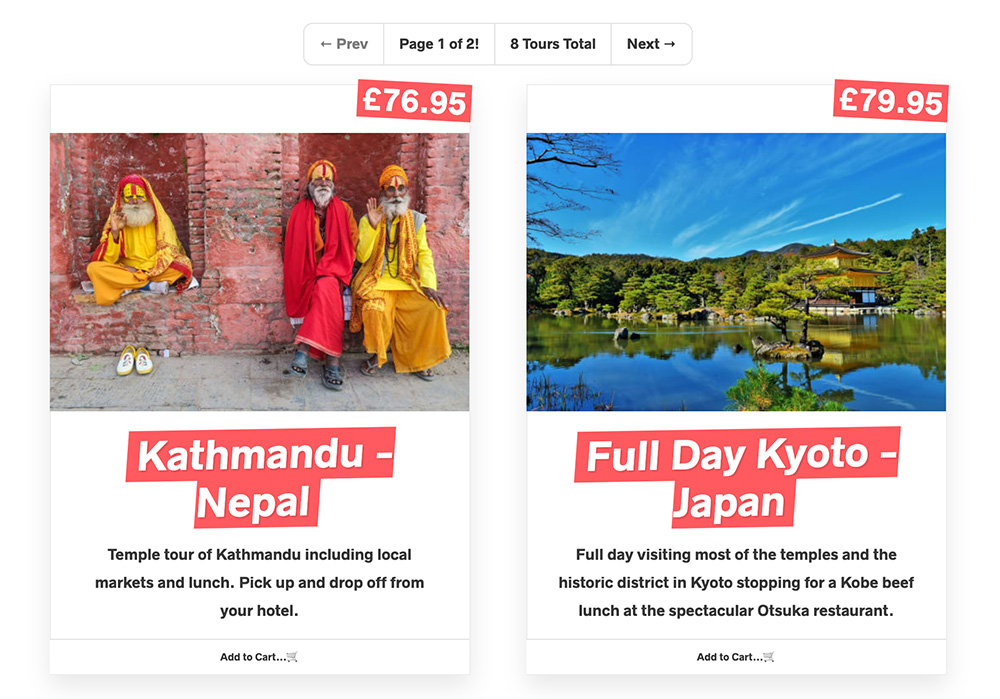 ← Prev Page 1 of 2! 8 Tours Total Next →
£76.95
£79.95
Kathmandu -
Nepal
Temple tour of Kathmandu including local
markets and lunch. Pick up and drop off from
your hotel.
Add to Cart...🛒
Full Day Kyoto -
Japan
Full day visiting most of the temples and the
historic district in Kyoto stopping for a Kobe beef
lunch at the spectacular Otsuka restaurant.
Add to Cart...🛒